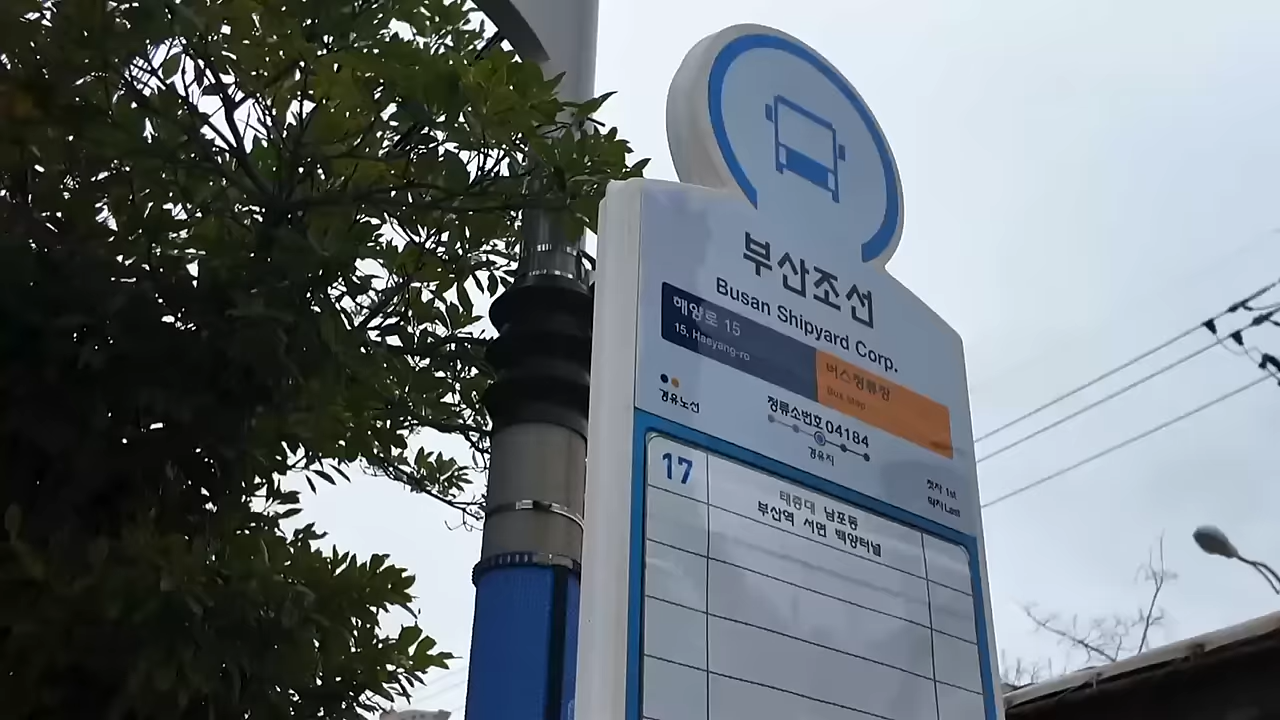 부산조선
Busan Shipyard Corp.
해양로 15
15, Haeyang-ro
버스정류장
Bus Stop
경유노선
정류소번호 04184
경유지
첫차 1st
막차 Last
17
태종대 남포동
부산역 서면 백양터널